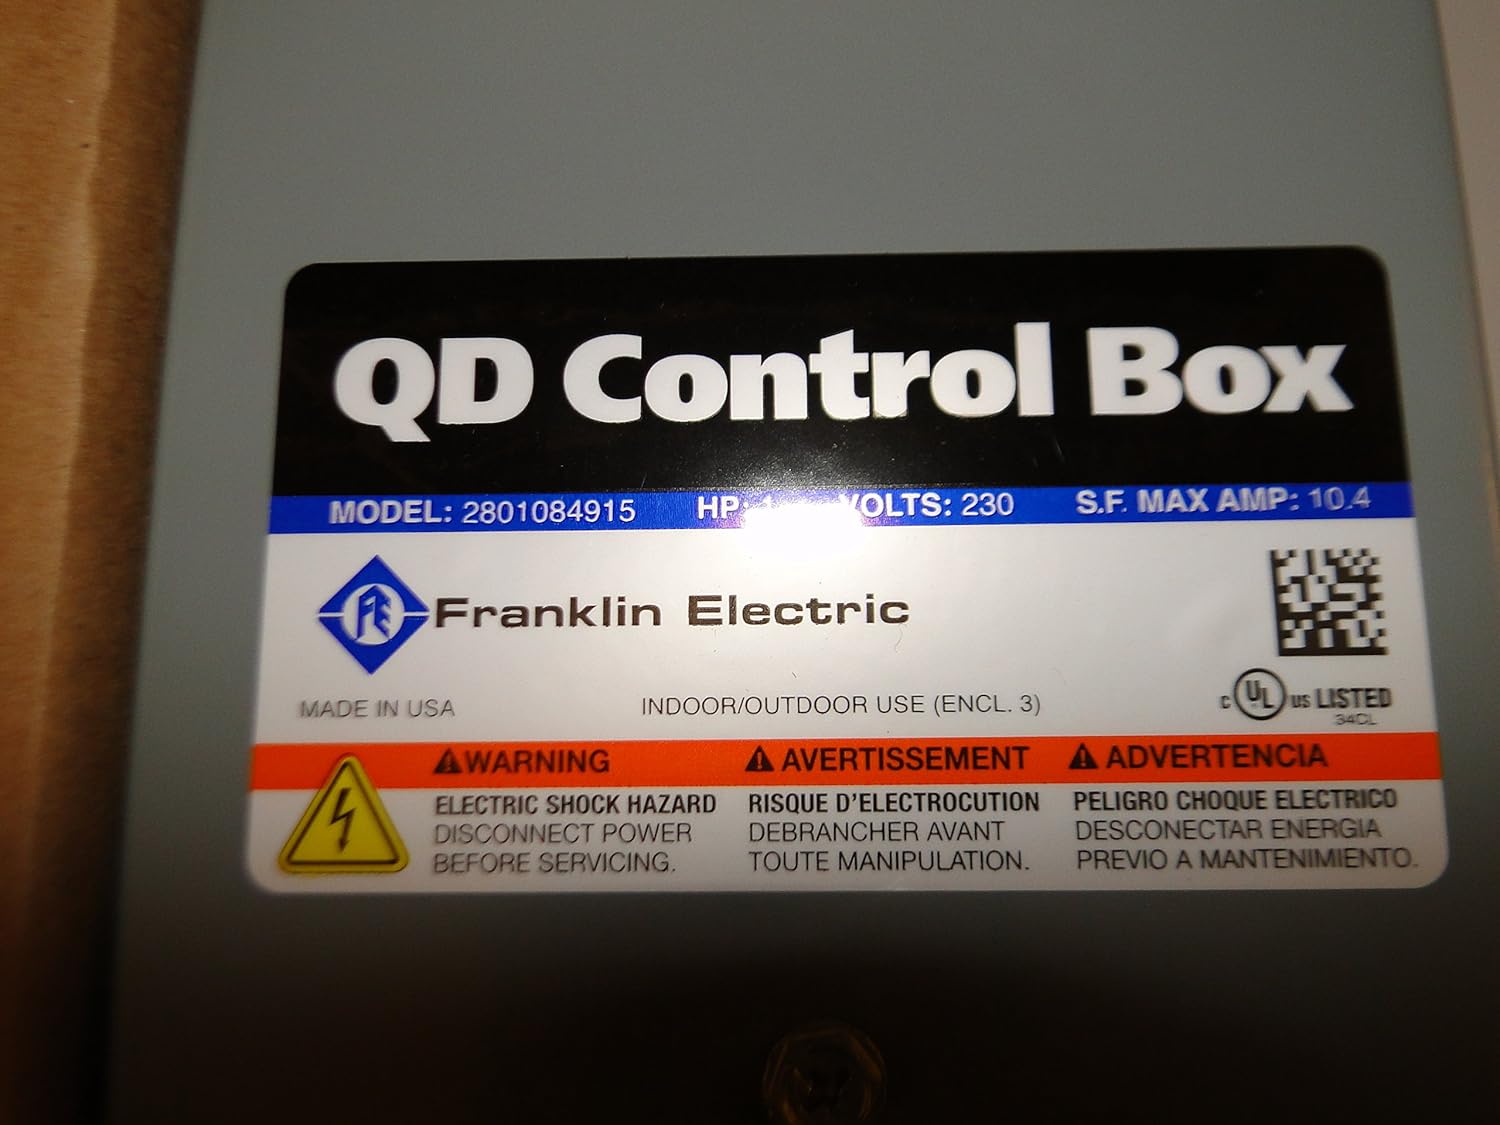 QD Control Box
MODEL: 2801084915 HP: VOLTS: 230 S.F. MAX AMP: 10.4
FE Franklin Electric
MADE IN USA INDOOR/OUTDOOR USE (ENCL. 3) C UL US LISTED
34CL
WARNING AVERTISSEMENT ADVERTENCIA
ELECTRIC SHOCK HAZARD RISQUE D'ELECTROCUTION PELIGRO CHOQUE ELECTRICO
DISCONNECT POWER DEBRANCHER AVANT DESCONECTAR ENERGIA
BEFORE SERVICING. TOUTE MANIPULATION. PREVIO A MANTENIMIENTO.